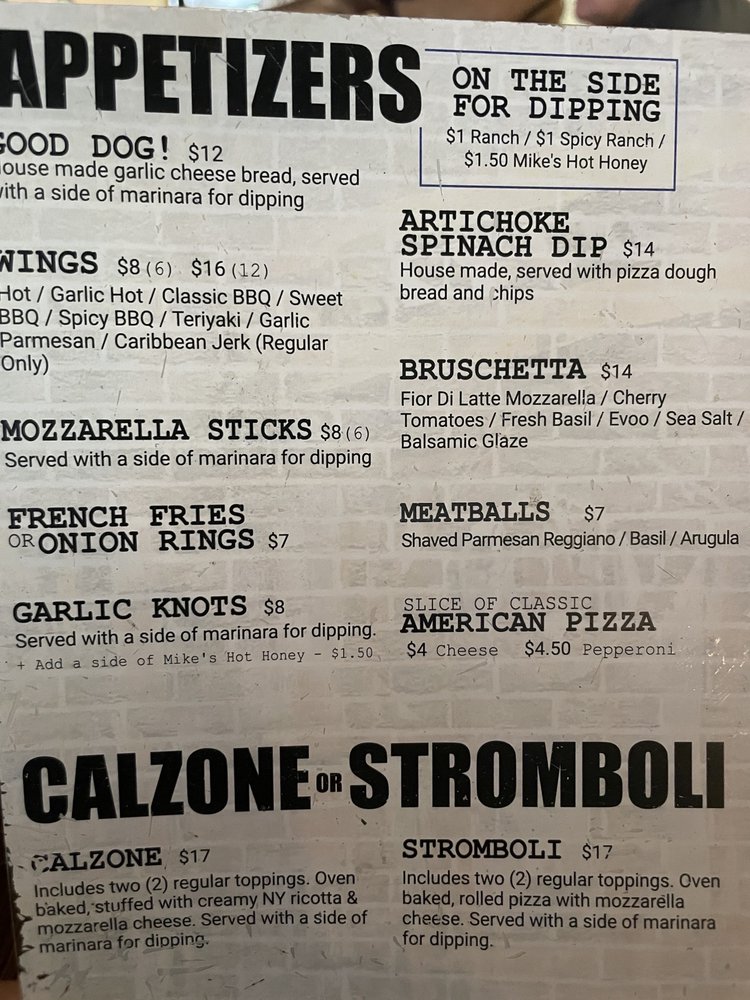 APPETIZERS
GOOD DOG! $12
House made garlic cheese bread, served
with a side of marinara for dipping
WINGS $8(6) $16(12)
Hot / Garlic Hot / Classic BBQ / Sweet
BBQ / Spicy BBQ / Teriyaki / Garlic
Parmesan / Caribbean Jerk (Regular
Only)
MOZZARELLA STICKS $8(6)
Served with a side of marinara for dipping
FRENCH FRIES
OR ONION RINGS $7
GARLIC KNOTS $8
Served with a side of marinara for dipping.
+ Add a side of Mike's Hot Honey - $1.50
ON THE SIDE
FOR DIPPING
$1 Ranch / $1 Spicy Ranch /
$1.50 Mike's Hot Honey
ARTICHOKE
SPINACH DIP $14
House made, served with pizza dough
bread and chips
BRUSCHETTA $14
Fior Di Latte Mozzarella / Cherry
Tomatoes / Fresh Basil / Evoo / Sea Salt /
Balsamic Glaze
MEATBALLS $7
Shaved Parmesan Reggiano / Basil / Arugula
SLICE OF CLASSIC
AMERICAN PIZZA
$4 Cheese $4.50 Pepperoni
CALZONE OR STROMBOLI
CALZONE $17
Includes two (2) regular toppings. Oven
baked, stuffed with creamy NY ricotta &
mozzarella cheese. Served with a side of
marinara for dipping.
STROMBOLI $17
Includes two (2) regular toppings. Oven
baked, rolled pizza with mozzarella
cheese. Served with a side of marinara
for dipping.